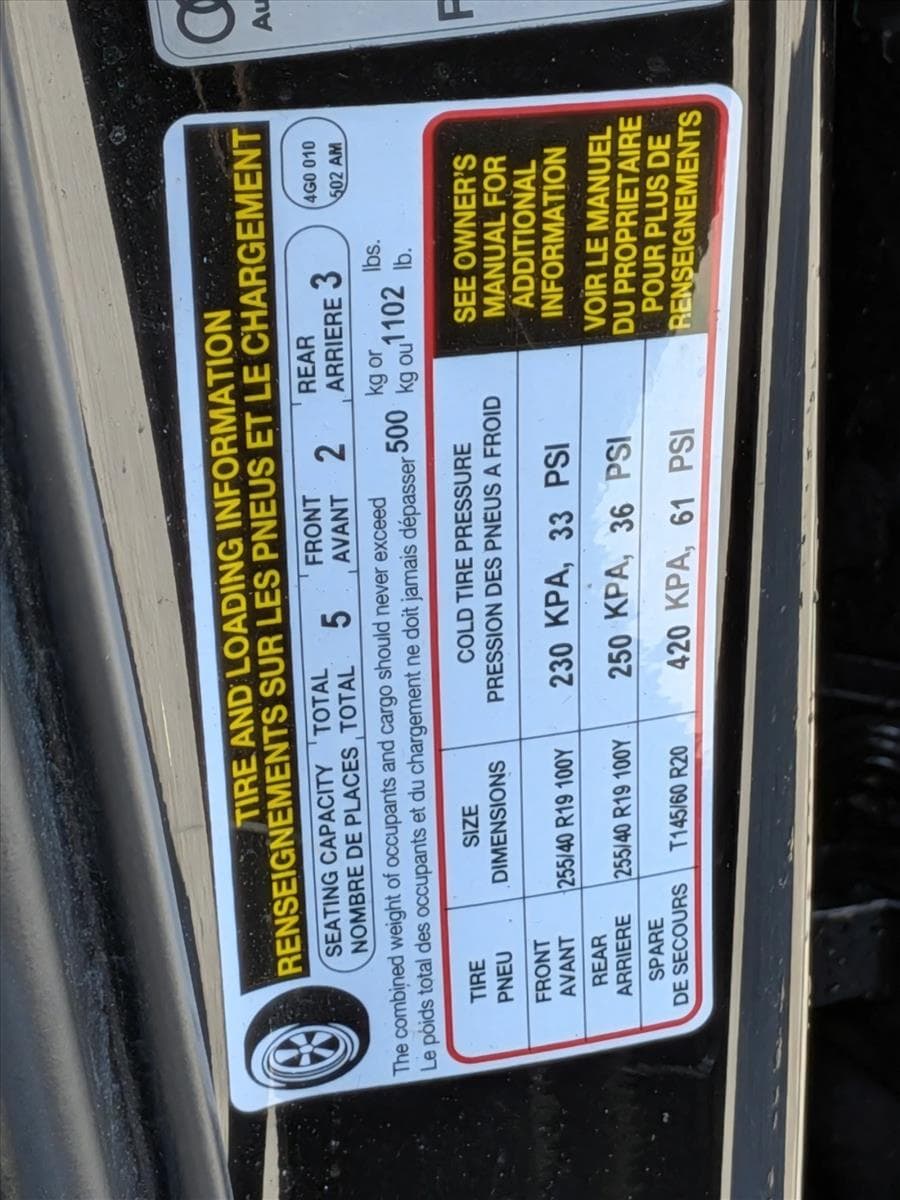 TIRE AND LOADING INFORMATION
RENSEIGNEMENTS SUR LES PNEUS ET LE CHARGEMENT
SEATING CAPACITY TOTAL 5 FRONT 2 REAR 3
NOMBRE DE PLACES TOTAL AVANT ARRIERE
4G0 010
502 AM
The combined weight of occupants and cargo should never exceed 500 kg or 1102 lbs.
Le poids total des occupants et du chargement ne doit jamais dépasser kg ou lb.
TIRE SIZE COLD TIRE PRESSURE
PNEU DIMENSIONS PRESSION DES PNEUS A FROID
FRONT
AVANT 255/40 R19 100Y 230 KPA, 33 PSI
REAR
ARRIERE 255/40 R19 100Y 250 KPA, 36 PSI
SPARE
DE SECOURS T145/60 R20 420 KPA, 61 PSI
SEE OWNER'S
MANUAL FOR
ADDITIONAL
INFORMATION
VOIR LE MANUEL
DU PROPRIETAIRE
POUR PLUS DE
RENSEIGNEMENTS